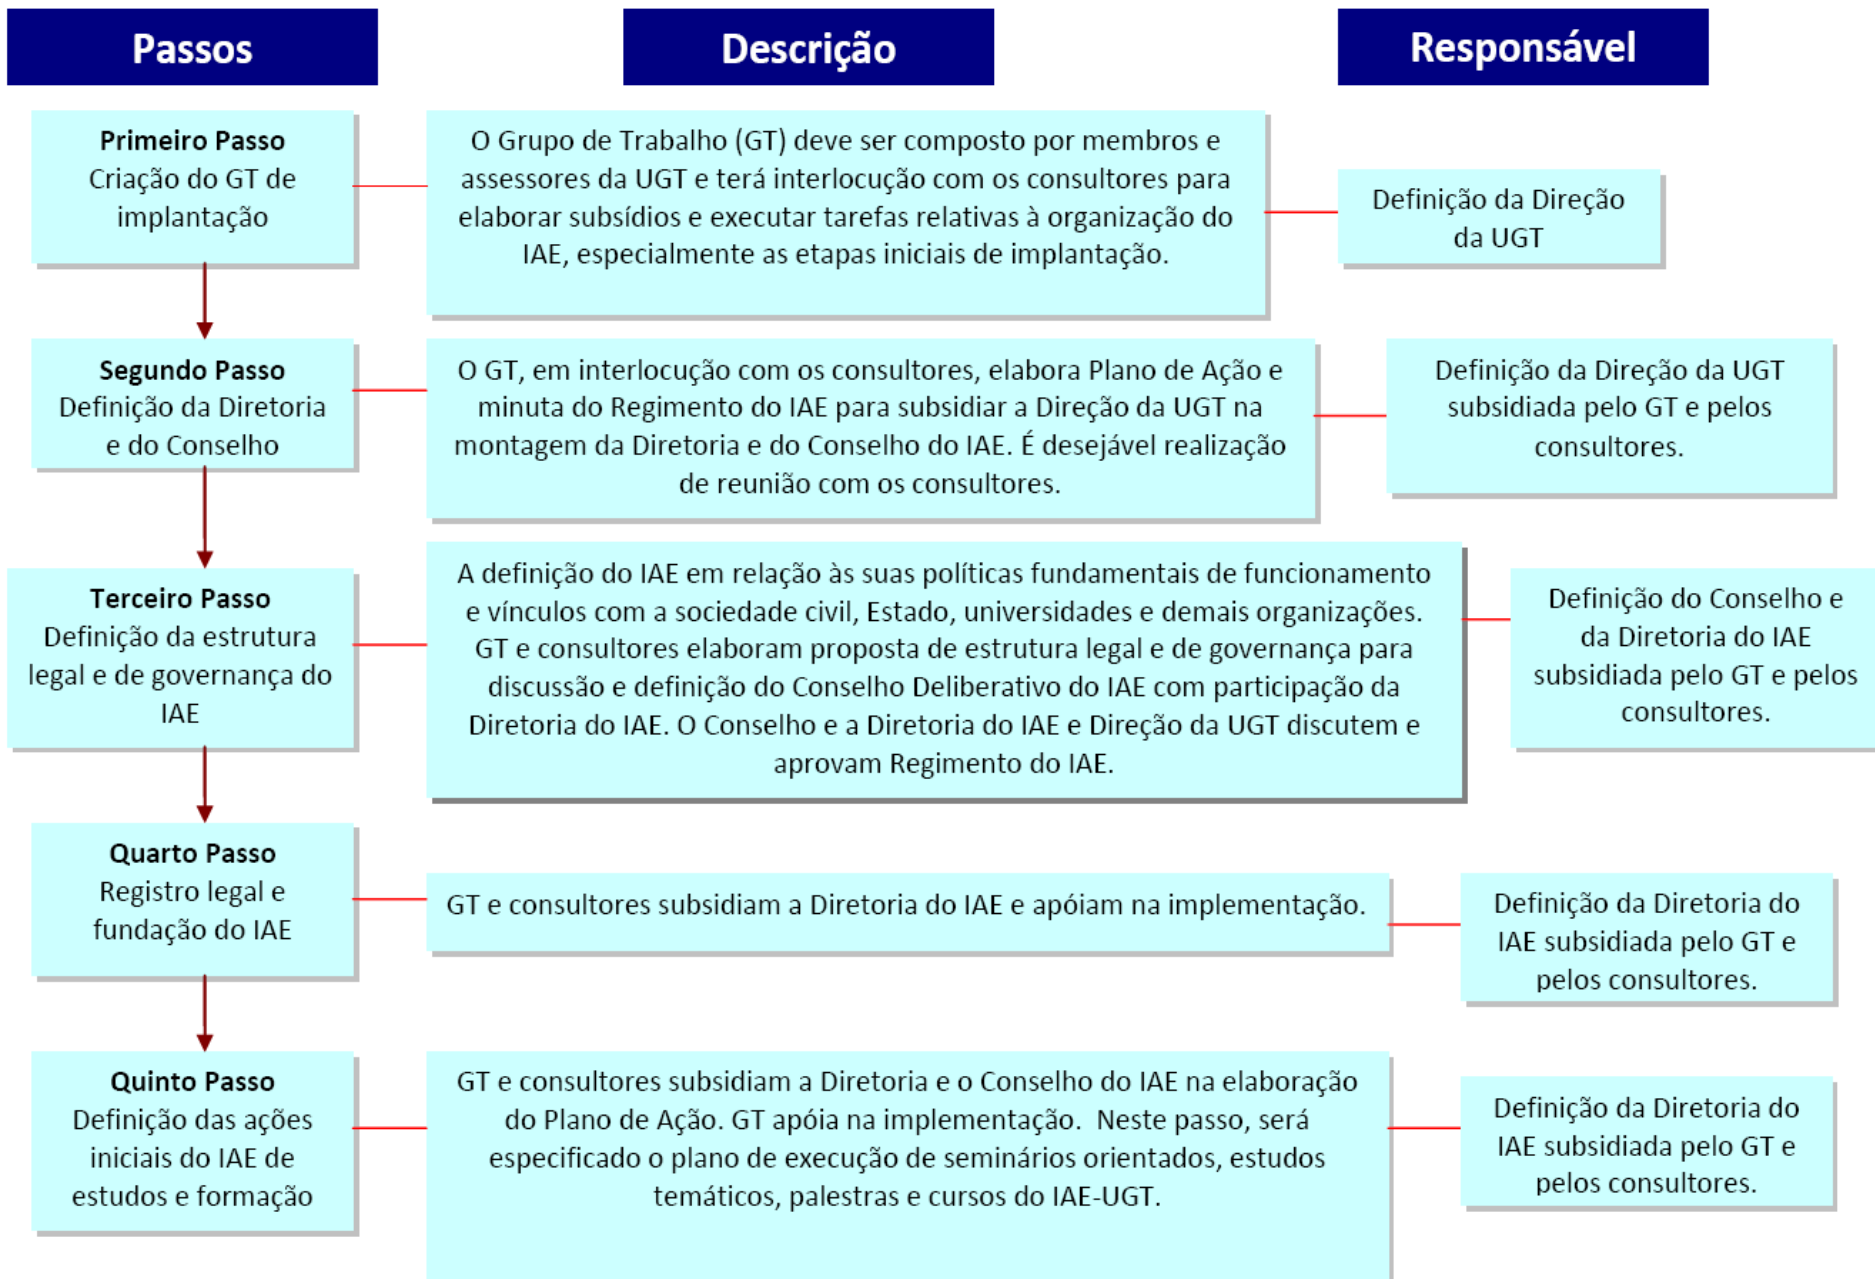 Passos
Descrição
Responsável
Primeiro Passo
Criação do GT de
implantação
O Grupo de Trabalho (GT) deve ser composto por membros e
assessores da UGT e terá interlocução com os consultores para
elaborar subsídios e executar tarefas relativas à organização do
IAE, especialmente as etapas iniciais de implantação.
Definição da Direção
da UGT
Segundo Passo
Definição da Diretoria
e do Conselho
O GT, em interlocução com os consultores, elabora Plano de Ação e
minuta do Regimento do IAE para subsidiar a Direção da UGT na
montagem da Diretoria e do Conselho do IAE. É desejável realização
de reunião com os consultores.
Definição da Direção da UGT
subsidiada pelo GT e pelos
consultores.
Terceiro Passo
Definição da estrutura
legal e de governança do
IAE
A definição do IAE em relação às suas políticas fundamentais de funcionamento
e vínculos com a sociedade civil, Estado, universidades e demais organizações.
GT e consultores elaboram proposta de estrutura legal e de governança para
discussão e definição do Conselho Deliberativo do IAE com participação da
Diretoria do IAE. O Conselho e a Diretoria do IAE e Direção da UGT discutem e
aprovam Regimento do IAE.
Definição do Conselho e
da Diretoria do IAE
subsidiada pelo GT e pelos
consultores.
Quarto Passo
Registro legal e
fundação do IAE
GT e consultores subsidiam a Diretoria do IAE e apóiam na implementação.
Definição da Diretoria do
IAE subsidiada pelo GT e
pelos consultores.
Quinto Passo
Definição das ações
iniciais do IAE de
estudos e formação
GT e consultores subsidiam a Diretoria e o Conselho do IAE na elaboração
do Plano de Ação. GT apóia na implementação.  Neste passo, será
especificado o plano de execução de seminários orientados, estudos
temáticos, palestras e cursos do IAE-UGT.
Definição da Diretoria do
IAE subsidiada pelo GT e
pelos consultores.